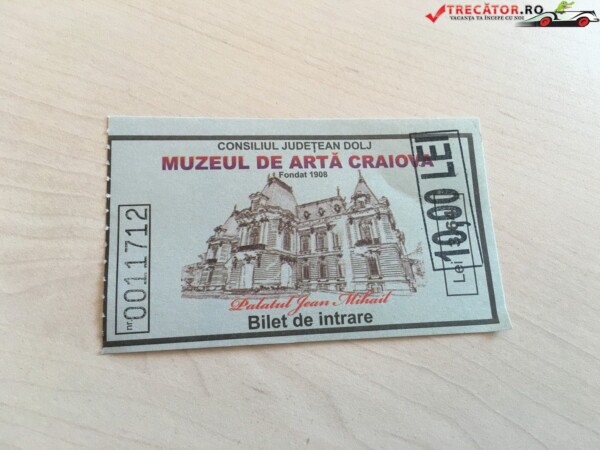 TRECĂTOR.RO
VACANȚA TA ÎNCEPE CU NOI
CONSILIUL JUDEȚEAN DOLJ
MUZEUL DE ARTĂ CRAIOVA
Fondat 1908
nr. 0011712
Lei
10,00 LEI
Palatul Jean Mihail
Bilet de intrare